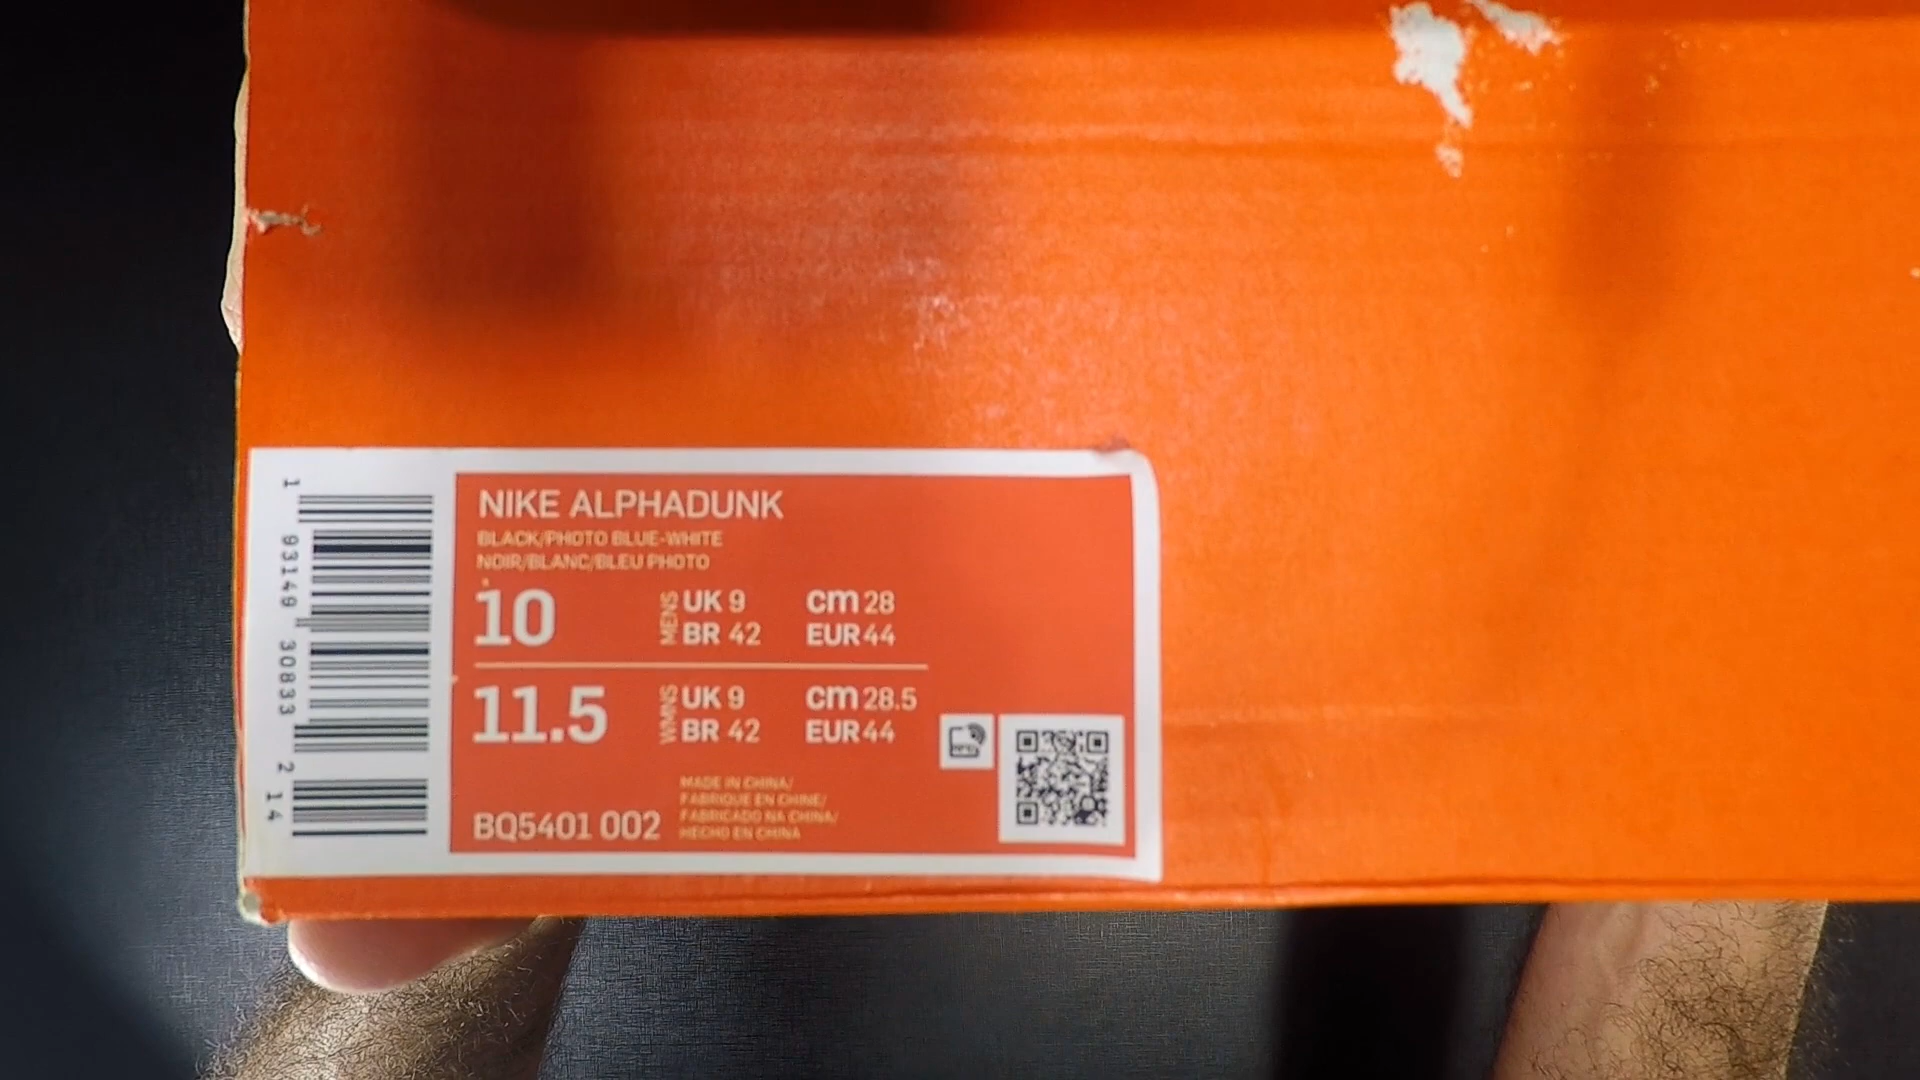 1 93149 30833 2 14
NIKE ALPHADUNK
BLACK/PHOTO BLUE-WHITE
NOIR/BLANC/BLEU PHOTO
10 MENS UK 9 cm 28
BR 42 EUR 44
11.5 WMNS UK 9 cm 28.5
BR 42 EUR 44
BQ5401 002
MADE IN CHINA/
FABRIQUE EN CHINE/
FABRICADO NA CHINA/
HECHO EN CHINA